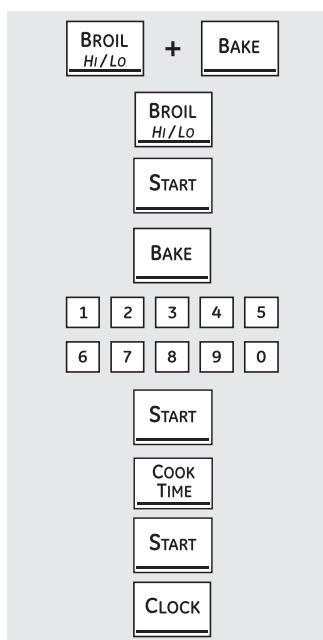 BROIL + BAKE
HI/LO
BROIL
HI/LO
START
BAKE
1 2 3 4 5
6 7 8 9 0
START
COOK
TIME
START
CLOCK